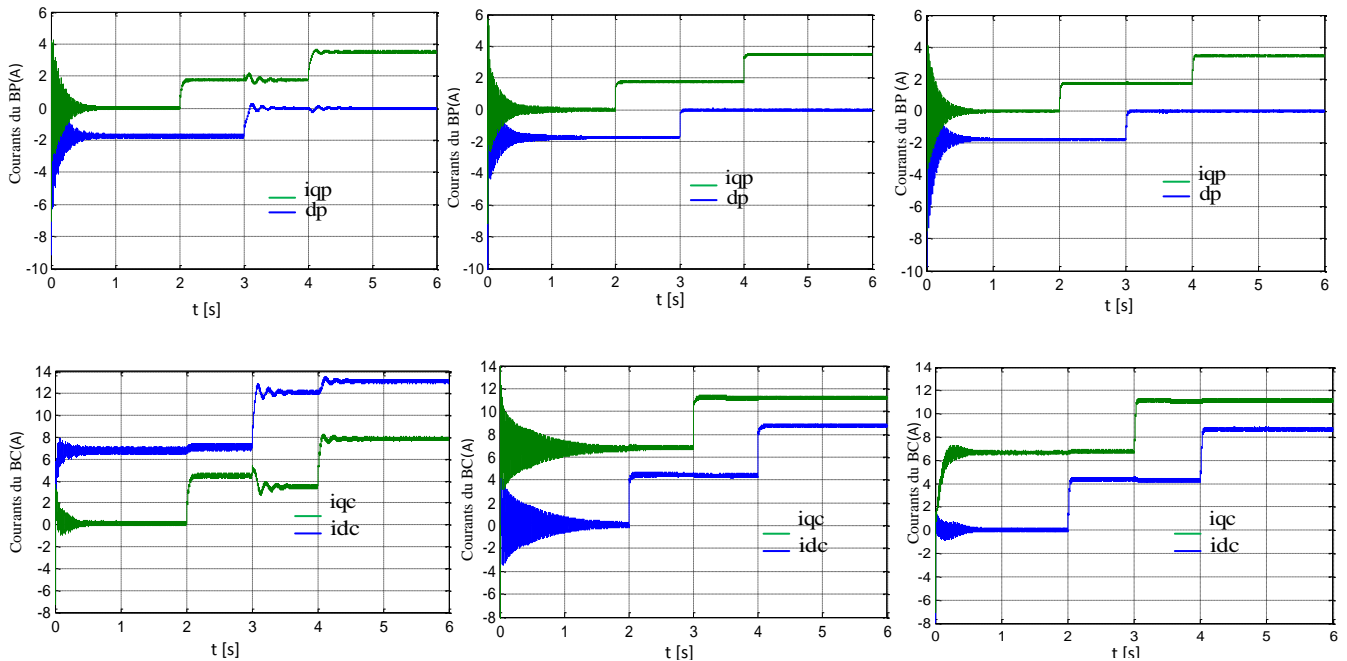 Courants du BP(A)
6
4
2
0
-2
-4
-6
-8
-10
0 1 2 3 4 5 6
t [s]
iqp
dp
Courants du BP(A)
6
4
2
0
-2
-4
-6
-8
-10
0 1 2 3 4 5 6
t [s]
iqp
dp
Courants du BP (A)
6
4
2
0
-2
-4
-6
-8
-10
0 1 2 3 4 5 6
t [s]
iqp
dp
Courants du BC(A)
14
12
10
8
6
4
2
0
-2
-4
-6
-8
0 1 2 3 4 5 6
t [s]
iqc
idc
Courants du BC(A)
14
12
10
8
6
4
2
0
-2
-4
-6
-8
0 1 2 3 4 5 6
t [s]
iqc
idc
Courants du BC(A)
14
12
10
8
6
4
2
0
-2
-4
-6
-8
0 1 2 3 4 5 6
t [s]
iqc
idc